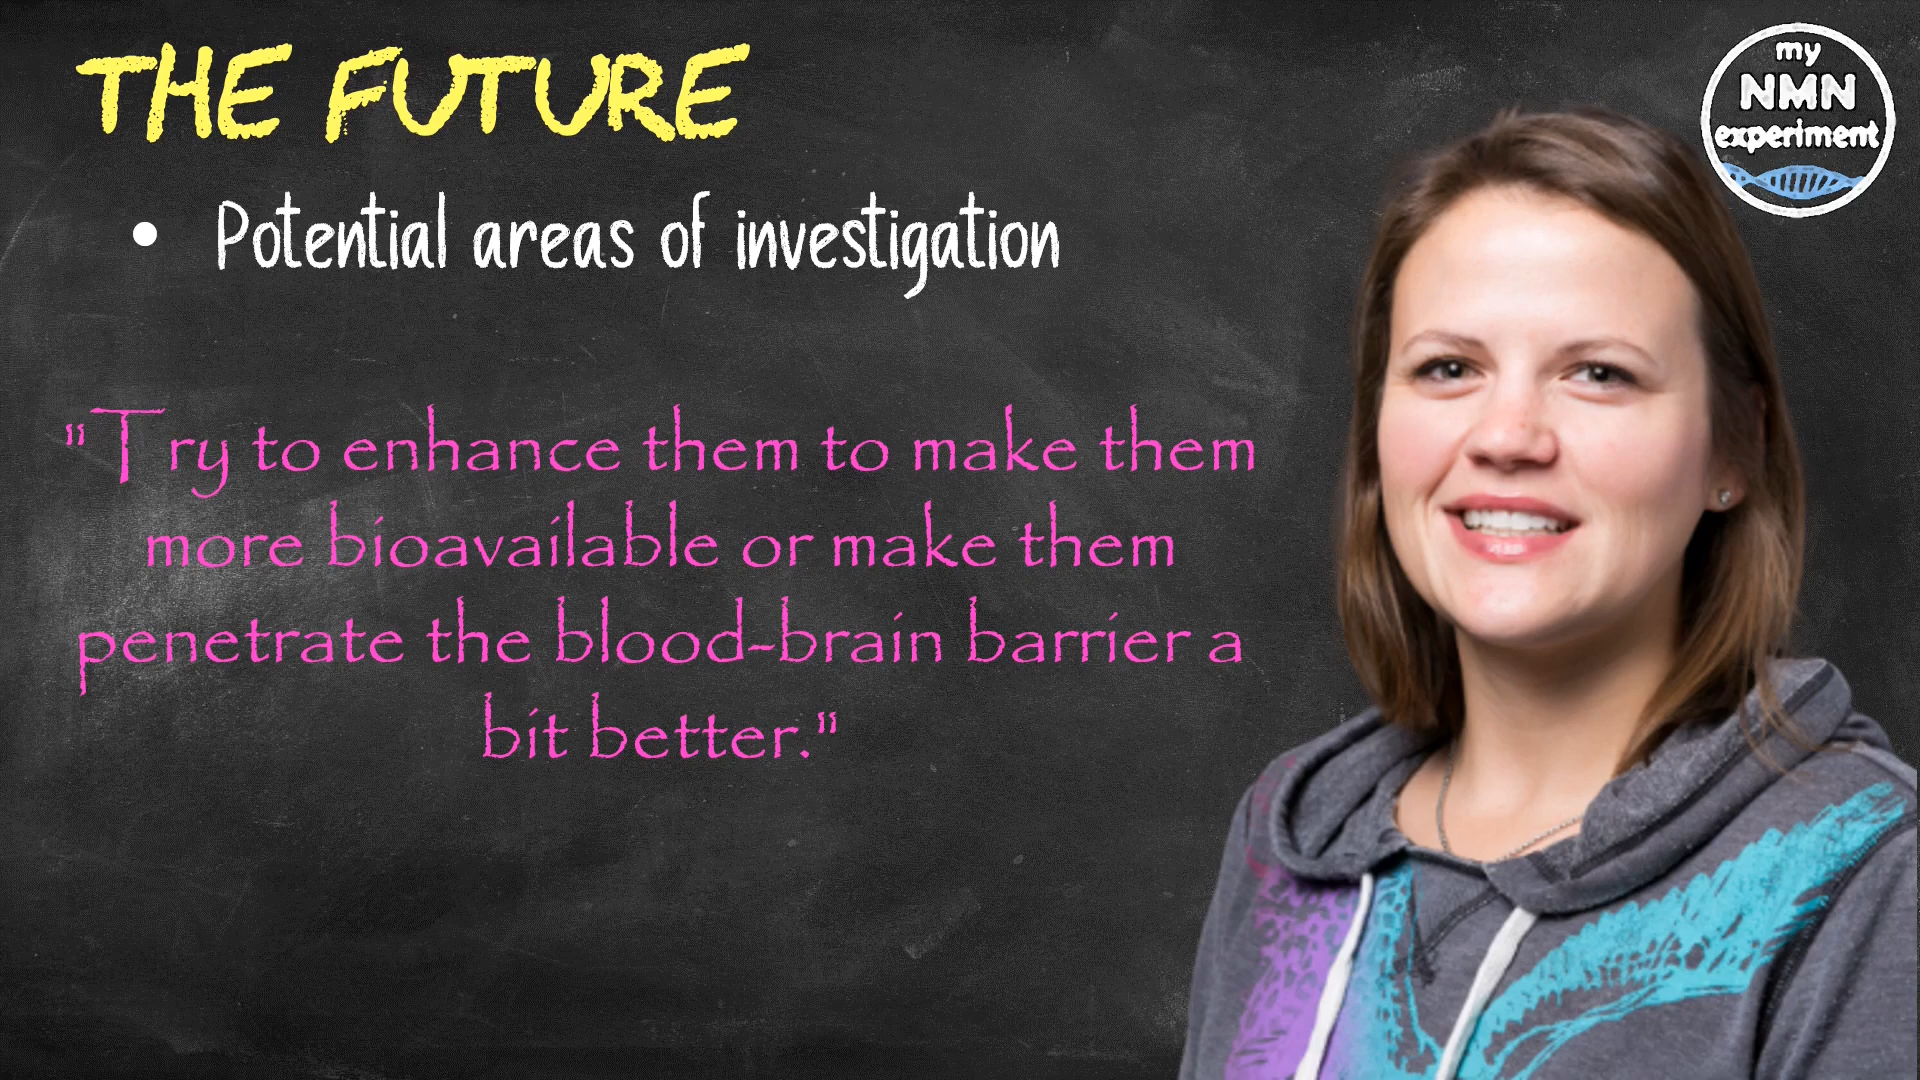 THE FUTURE
• Potential areas of investigation
"Try to enhance them to make them
more bioavailable or make them
penetrate the blood-brain barrier a
bit better."
my
NMN
experiment